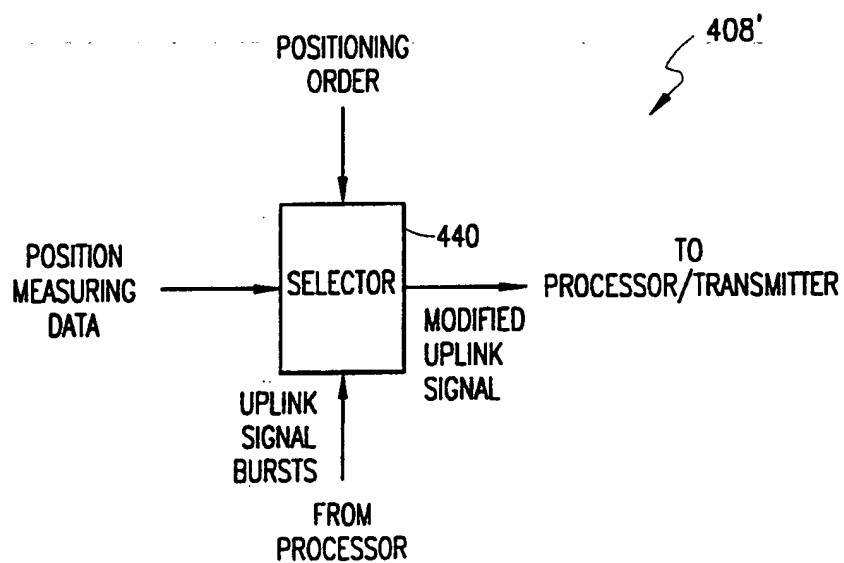 408'
POSITIONING
ORDER
440
POSITION
MEASURING
DATA
SELECTOR
TO
PROCESSOR/TRANSMITTER
MODIFIED
UPLINK
SIGNAL
UPLINK
SIGNAL
BURSTS
FROM
PROCESSOR